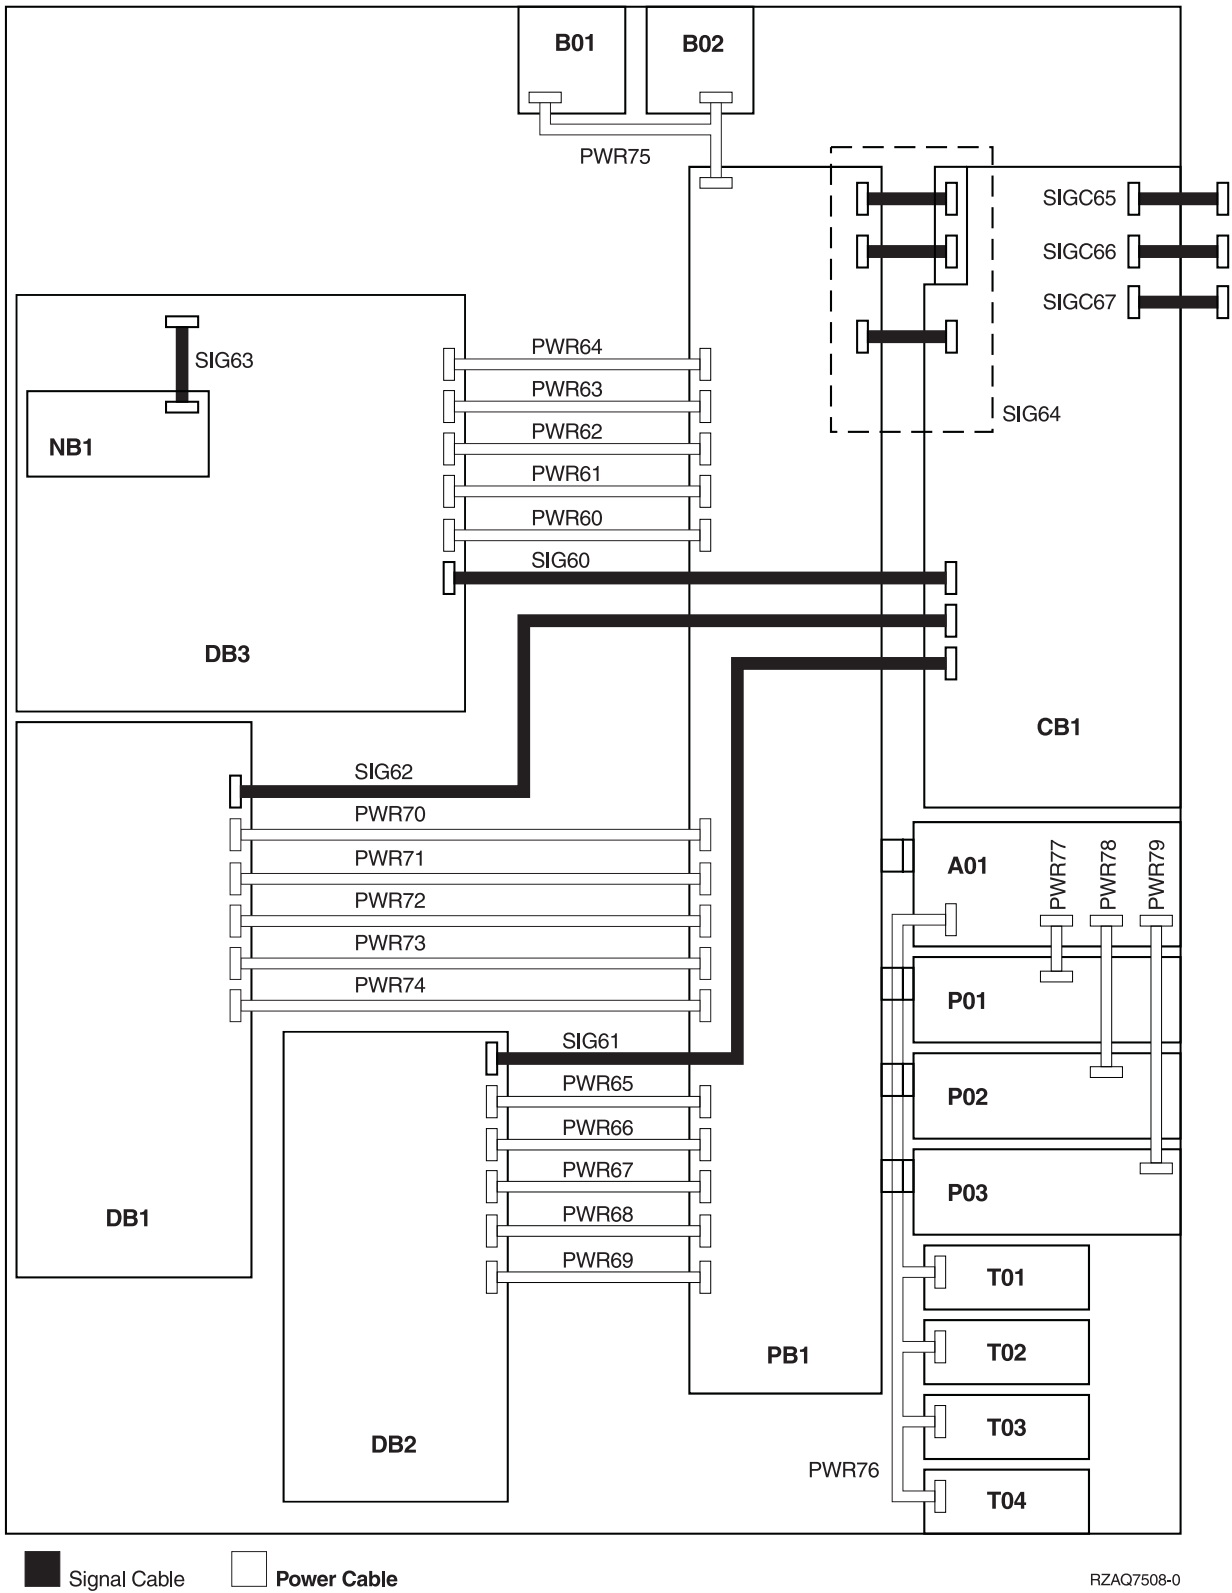 B01
B02
PWR75
SIGC65
SIGC66
SIGC67
PWR64
SIG63
PWR63
SIG64
PWR62
NB1
PWR61
PWR60
SIG60
DB3
CB1
SIG62
PWR70
PWR71
A01
PWR77
PWR78
PWR79
PWR72
PWR73
PWR74
P01
SIG61
PWR65
P02
PWR66
PWR67
P03
PWR68
DB1
PWR69
T01
PB1
T02
T03
DB2
PWR76
T04
Signal Cable
Power Cable
RZAQ7508-0